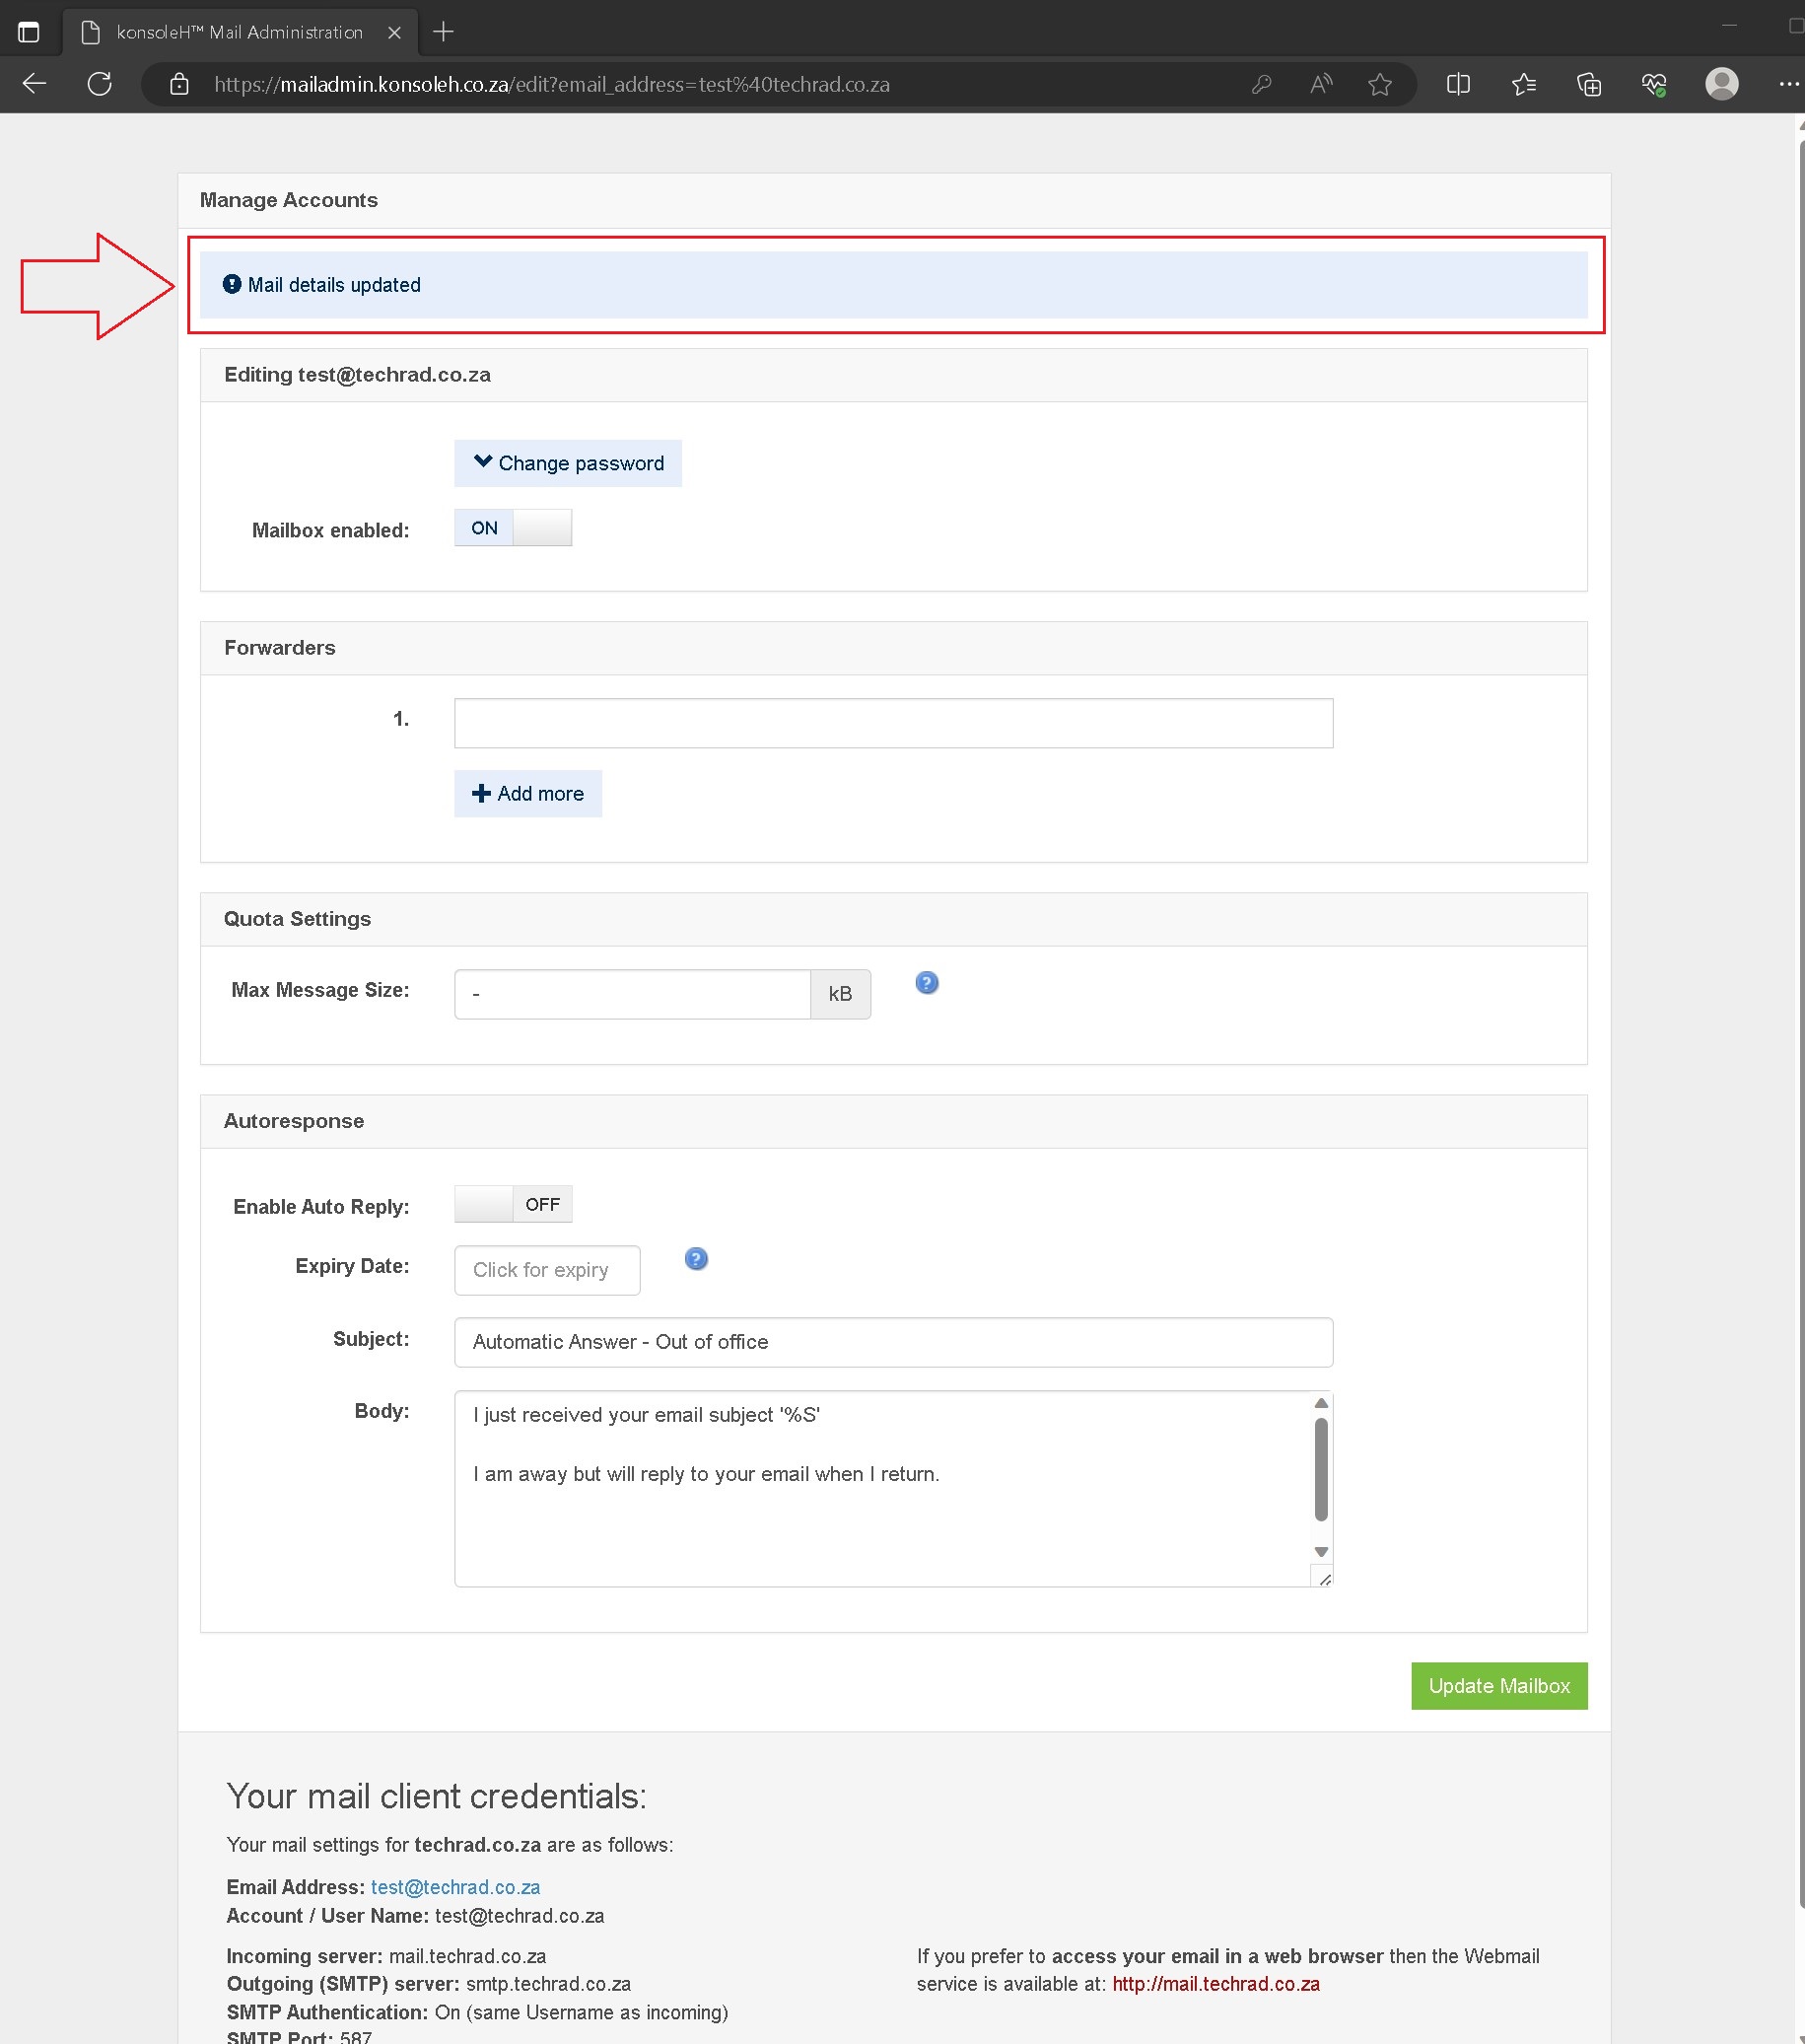 konsoleH™ Mail Administration
https://mailadmin.konsoleh.co.za/edit?email_address=test%40techrad.co.za
Manage Accounts
Mail details updated
Editing test@techrad.co.za
Change password
Mailbox enabled: ON
Forwarders
1.
Add more
Quota Settings
Max Message Size: - kB
Autoresponse
Enable Auto Reply: OFF
Expiry Date: Click for expiry
Subject: Automatic Answer - Out of office
Body: I just received your email subject '%S'
I am away but will reply to your email when I return.
Update Mailbox
Your mail client credentials:
Your mail settings for techrad.co.za are as follows:
Email Address: test@techrad.co.za
Account / User Name: test@techrad.co.za
Incoming server: mail.techrad.co.za
Outgoing (SMTP) server: smtp.techrad.co.za
SMTP Authentication: On (same Username as incoming)
SMTP Port: 587
If you prefer to access your email in a web browser then the Webmail
service is available at: http://mail.techrad.co.za